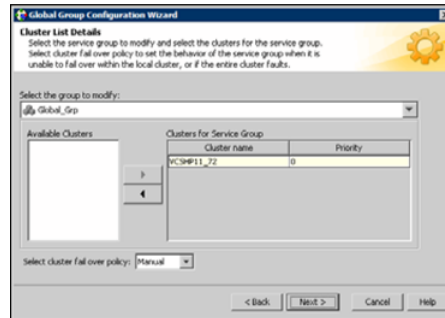 Global Group Configuration Wizard
Cluster List Details
Select the service group to modify and select the clusters for the service group.
Select cluster fail over policy to set the behavior of the service group when it is
unable to fail over within the local cluster, or if the entire cluster faults.
Select the group to modify:
Global_Grp
Available Clusters
Clusters for Service Group
Cluster name Priority
VCSHP11_72 0
Select cluster fail over policy: Manual
< Back Next > Cancel Help